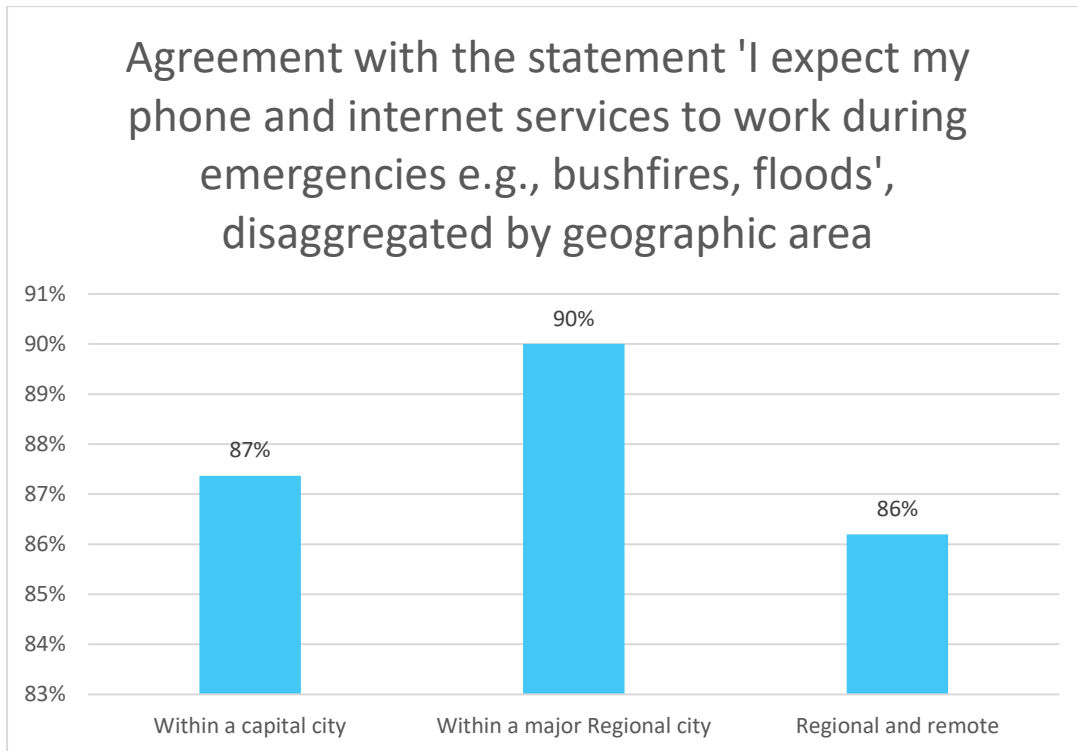 Agreement with the statement 'I expect my
phone and internet services to work during
emergencies e.g., bushfires, floods',
disaggregated by geographic area
91%
90%
90%
89%
88%
87%
87%
86%
86%
85%
84%
83%
Within a capital city
Within a major Regional city
Regional and remote